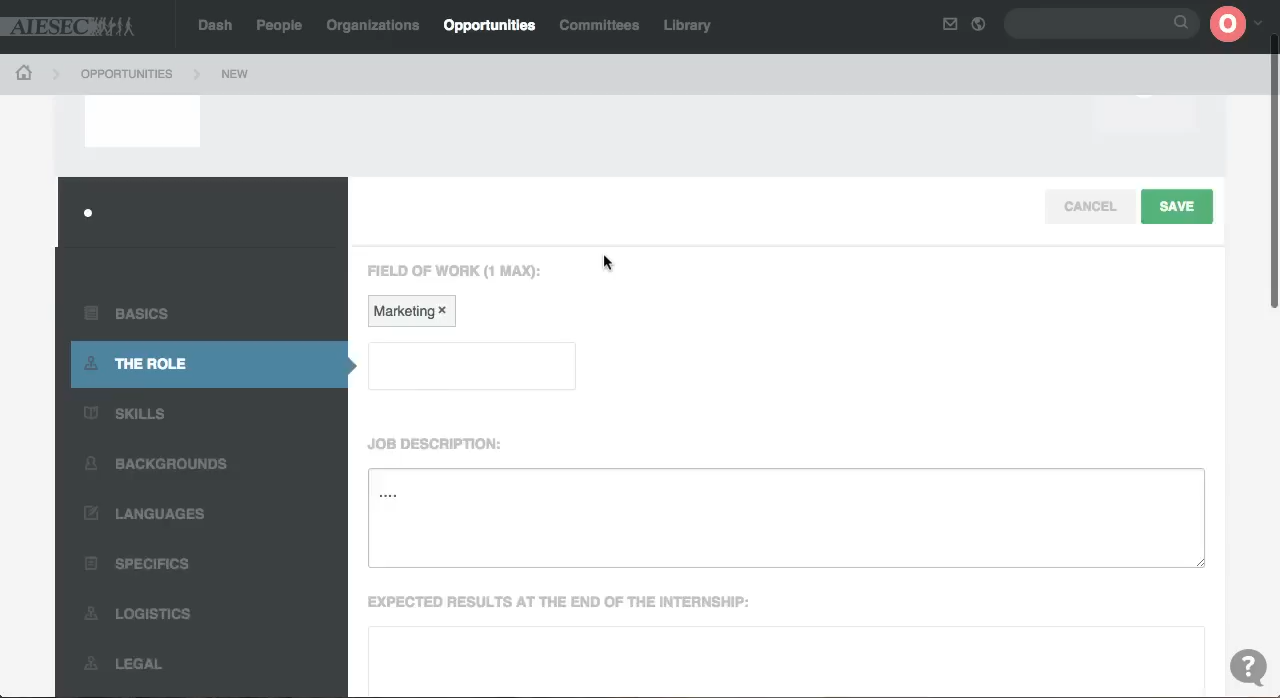 AIESEC
Dash People Organizations Opportunities Committees Library
O
OPPORTUNITIES NEW
CANCEL SAVE
FIELD OF WORK (1 MAX):
Marketing ×
BASICS
THE ROLE
SKILLS
JOB DESCRIPTION:
BACKGROUNDS
....
LANGUAGES
SPECIFICS
EXPECTED RESULTS AT THE END OF THE INTERNSHIP:
LOGISTICS
LEGAL
?